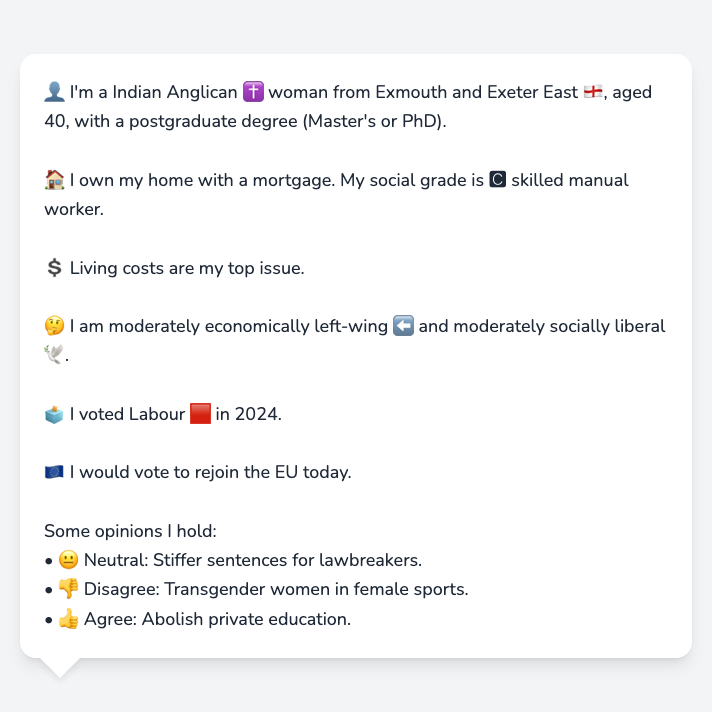 👤 I'm a Indian Anglican ✝️ woman from Exmouth and Exeter East 🏴󠁧󠁢󠁥󠁮󠁧󠁿, aged
40, with a postgraduate degree (Master's or PhD).
🏠 I own my home with a mortgage. My social grade is 🅲 skilled manual
worker.
💲 Living costs are my top issue.
🤔 I am moderately economically left-wing ⬅️ and moderately socially liberal
🕊️.
🗳️ I voted Labour 🟥 in 2024.
🇪🇺 I would vote to rejoin the EU today.
Some opinions I hold:
• 😐 Neutral: Stiffer sentences for lawbreakers.
• 👎 Disagree: Transgender women in female sports.
• 👍 Agree: Abolish private education.